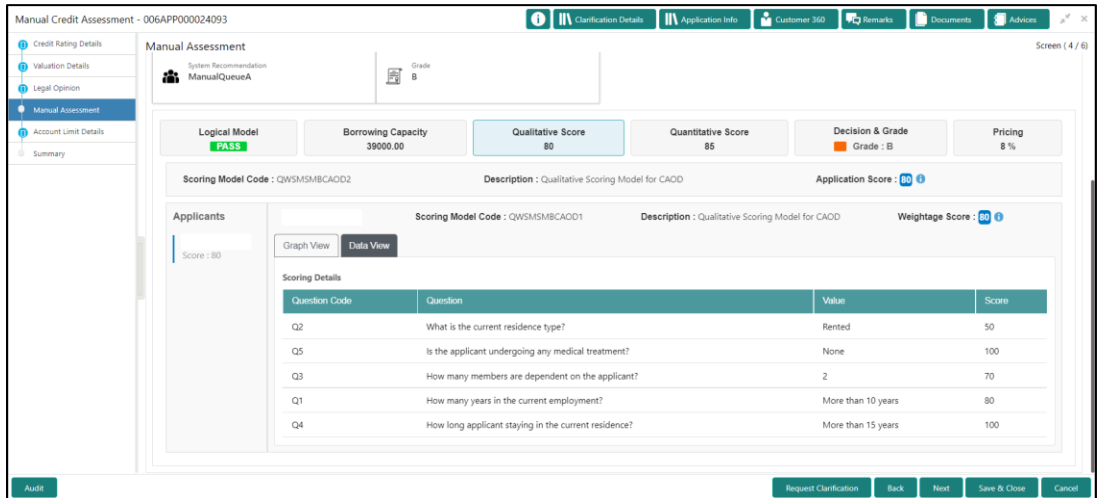 Manual Credit Assessment - 006APP000024093
Clarification Details
Application Info
Customer 360
Remarks
Documents
Advices
Credit Rating Details
Valuation Details
Legal Opinion
Manual Assessment
Account Limit Details
Summary
Manual Assessment
Screen ( 4 / 6)
System Recommendation
ManualQueueA
Grade
B
Logical Model
PASS
Borrowing Capacity
39000.00
Qualitative Score
80
Quantitative Score
85
Decision & Grade
Grade : B
Pricing
8 %
Scoring Model Code : QWSMSMBCAOD2 Description : Qualitative Scoring Model for CAOD Application Score : 80
Applicants
Score : 80
Scoring Model Code : QWSMSMBCAOD1 Description : Qualitative Scoring Model for CAOD Weightage Score : 80
Graph View Data View
Scoring Details
Question Code Question Value Score
Q2 What is the current residence type? Rented 50
Q5 Is the applicant undergoing any medical treatment? None 100
Q3 How many members are dependent on the applicant? 2 70
Q1 How many years in the current employment? More than 10 years 80
Q4 How long applicant staying in the current residence? More than 15 years 100
Audit
Request Clarification
Back
Next
Save & Close
Cancel